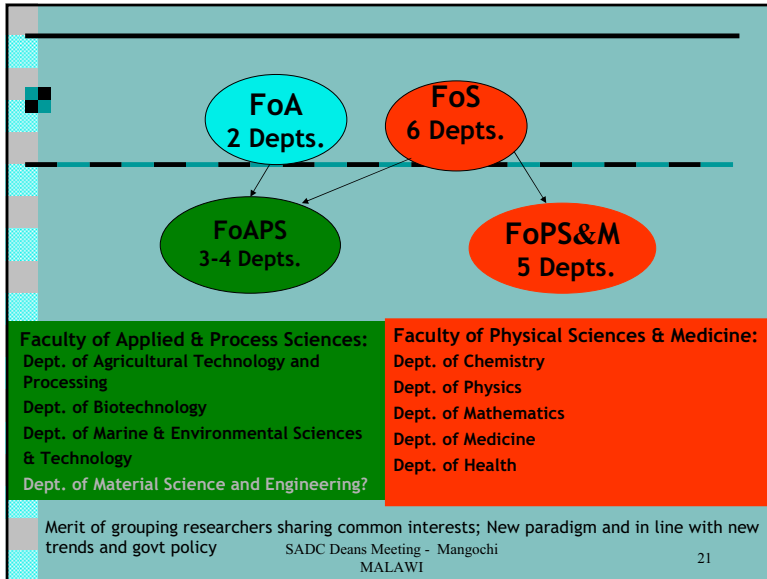 FoA
2 Depts.
FoS
6 Depts.
FoAPS
3-4 Depts.
FoPS&M
5 Depts.
Faculty of Applied & Process Sciences:
Dept. of Agricultural Technology and
Processing
Dept. of Biotechnology
Dept. of Marine & Environmental Sciences
& Technology
Dept. of Material Science and Engineering?
Faculty of Physical Sciences & Medicine:
Dept. of Chemistry
Dept. of Physics
Dept. of Mathematics
Dept. of Medicine
Dept. of Health
Merit of grouping researchers sharing common interests; New paradigm and in line with new
trends and govt policy
SADC Deans Meeting - Mangochi
MALAWI
21